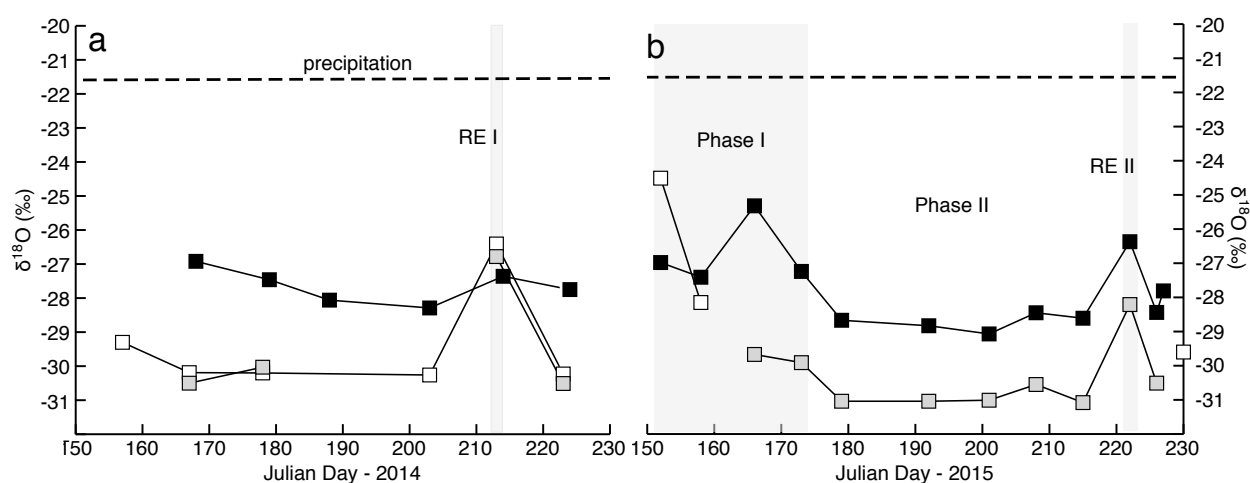 a
precipitation
RE I
-20
-21
-22
-23
-24
-25
-26
-27
-28
-29
-30
-31
δ18O (‰)
150 160 170 180 190 200 210 220 230
Julian Day - 2014
b
Phase I
Phase II
RE II
-20
-21
-22
-23
-24
-25
-26
-27
-28
-29
-30
-31
δ18O (‰)
150 160 170 180 190 200 210 220 230
Julian Day - 2015